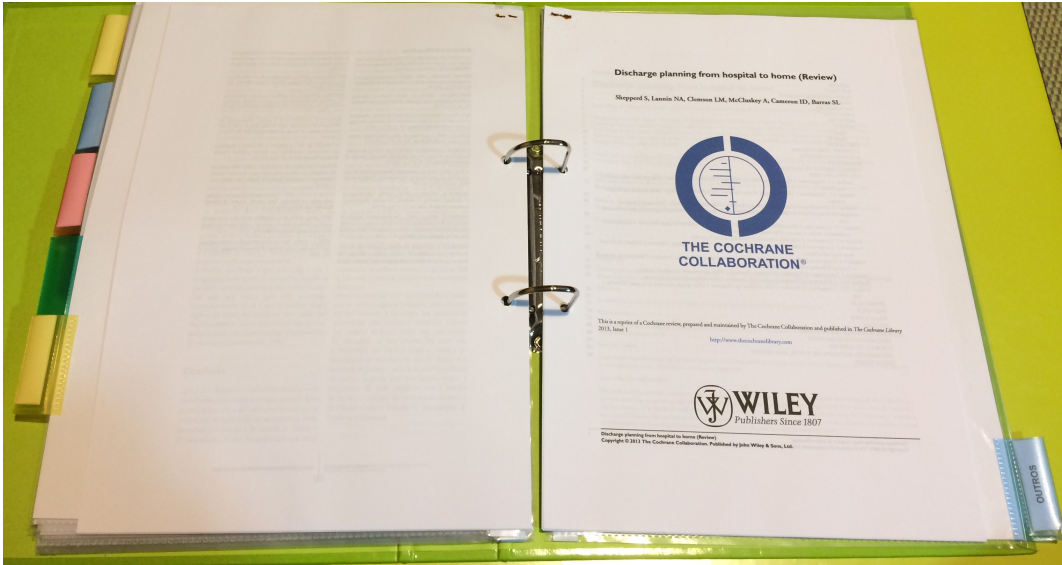 Discharge planning from hospital to home (Review)
Shepperd S, Lannin NA, Clemson LM, McCluskey A, Cameron ID, Barras SL
THE COCHRANE
COLLABORATION®
This is a reprint of a Cochrane review, prepared and maintained by The Cochrane Collaboration and published in The Cochrane Library
2013, Issue 1
http://www.thecochranelibrary.com
WILEY
Publishers Since 1807
Discharge planning from hospital to home (Review)
Copyright © 2013 The Cochrane Collaboration. Published by John Wiley & Sons, Ltd.
OUTROS